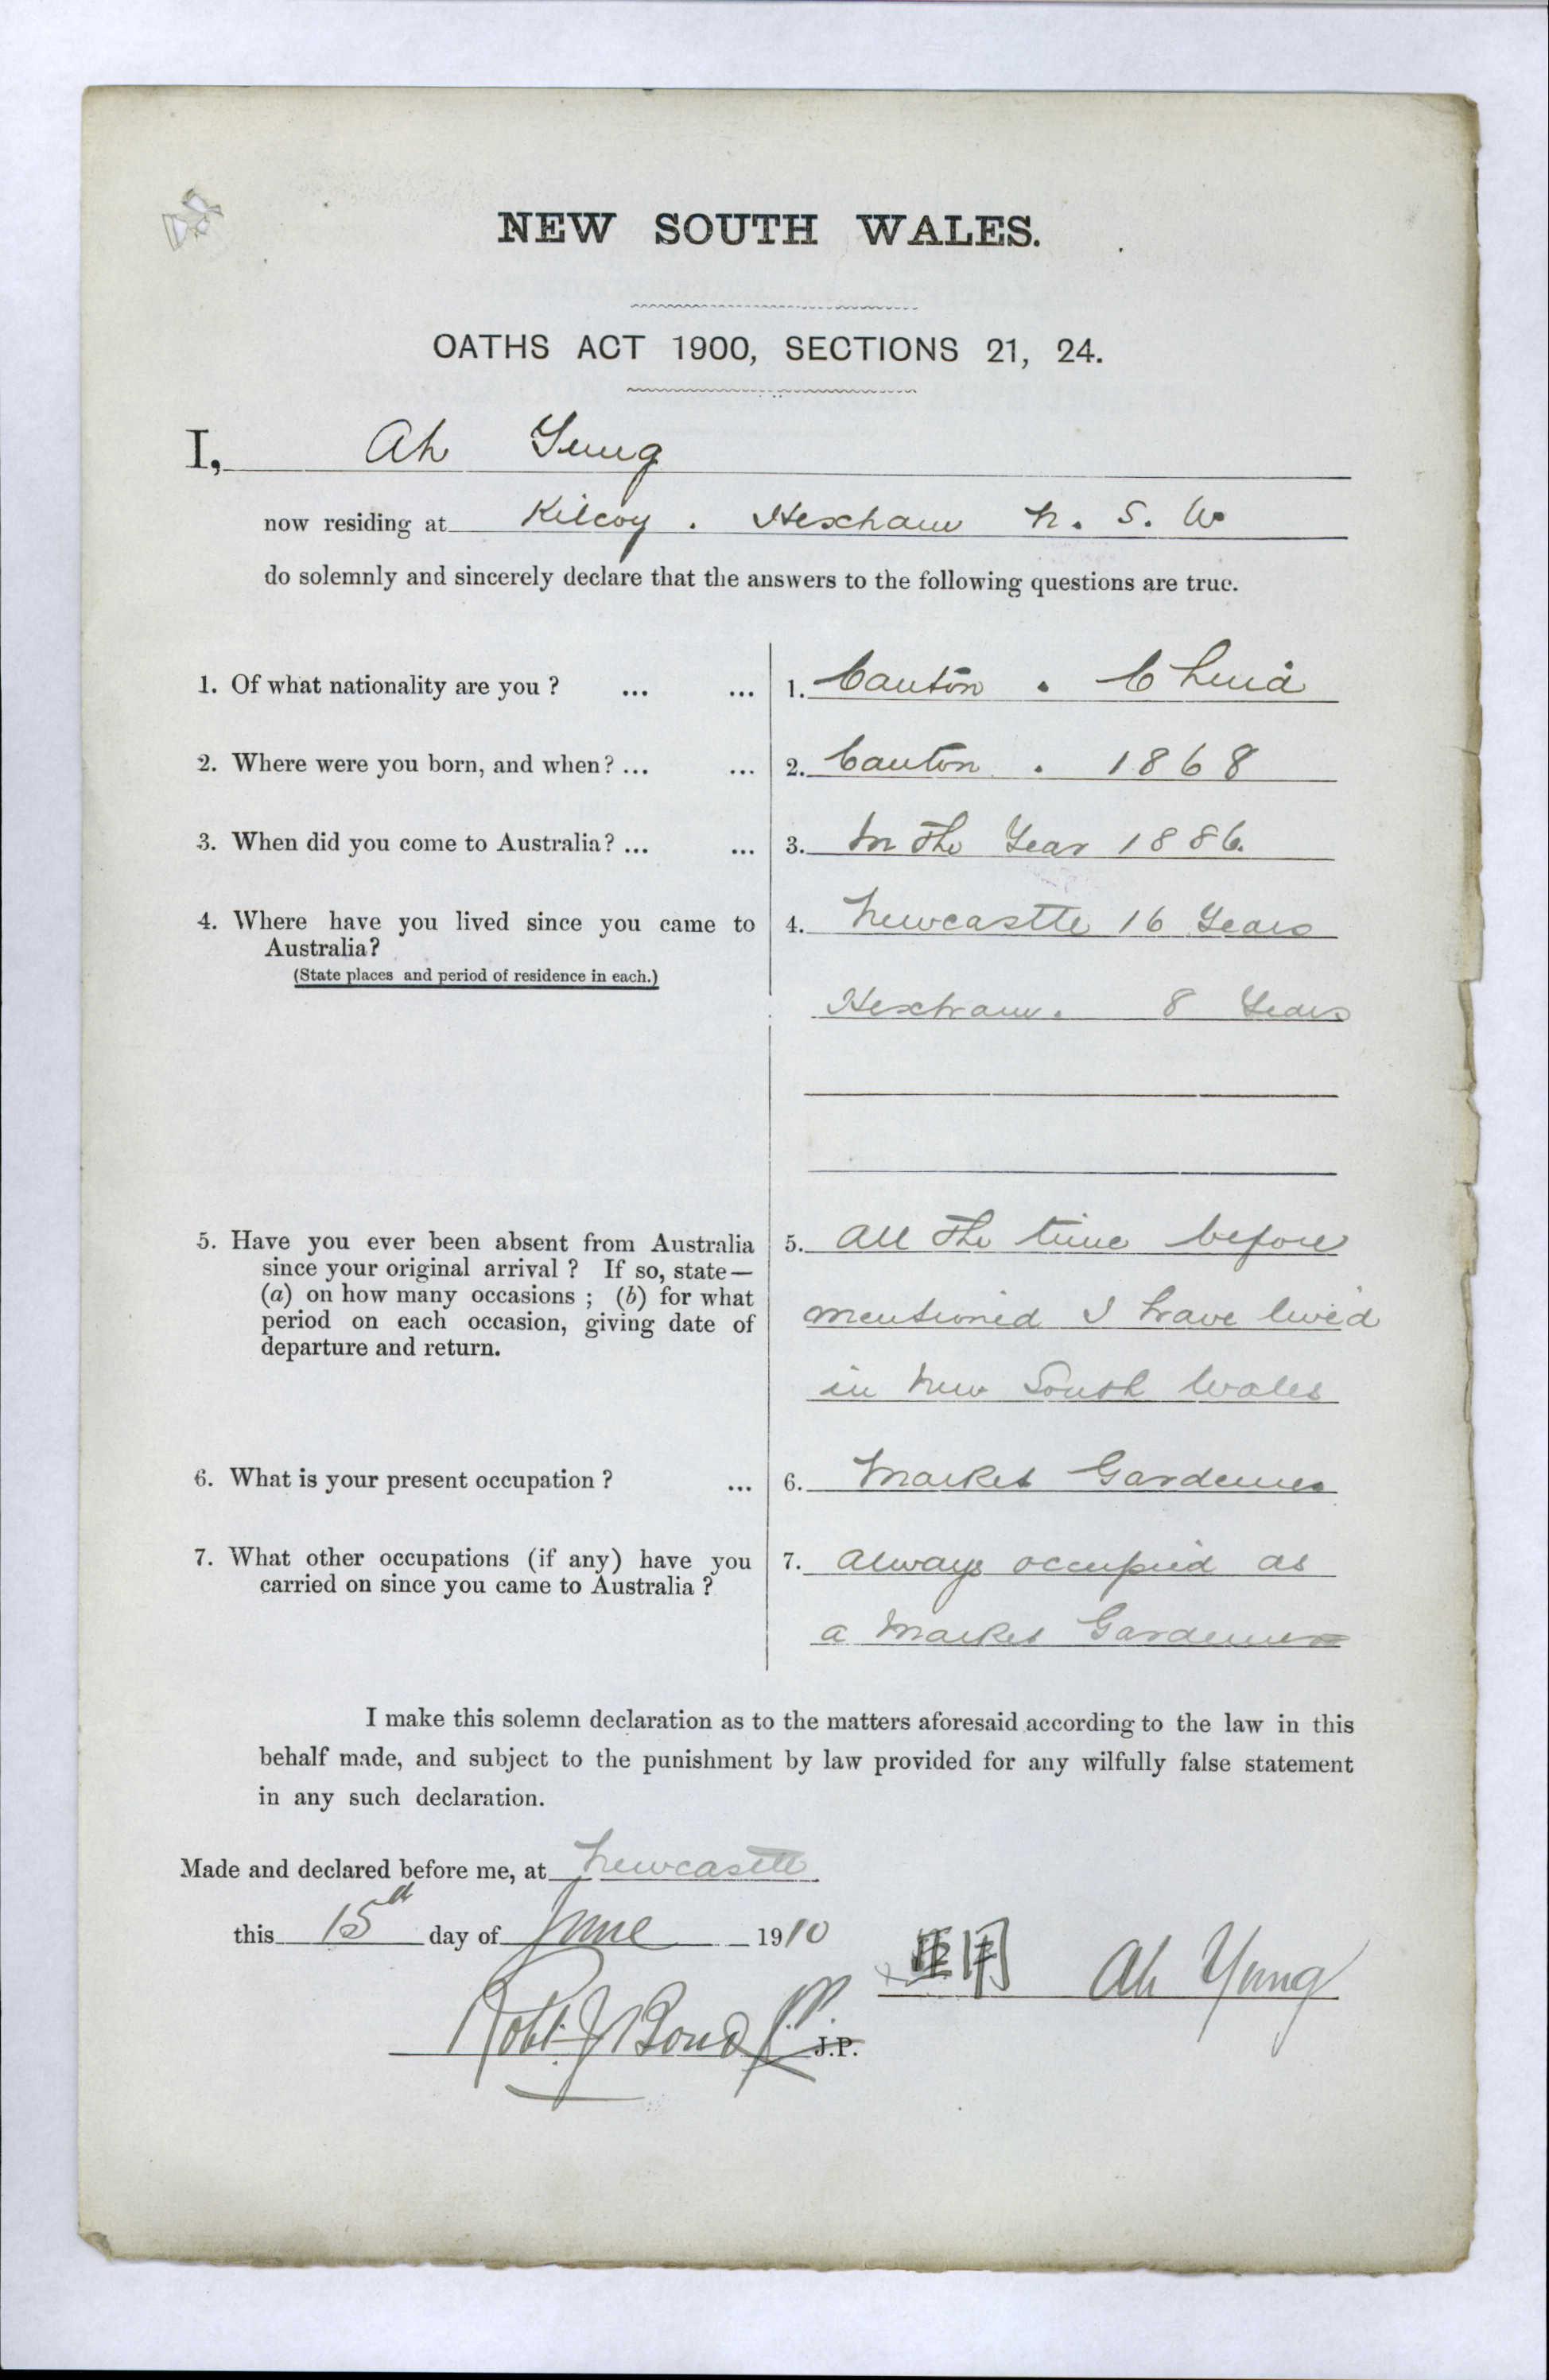 NEW SOUTH WALES.
OATHS ACT 1900, SECTIONS 21, 24.
I, Ah Yung
now residing at Kilcoy . Hexham N. S. W
do solemnly and sincerely declare that the answers to the following questions are true.
1. Of what nationality are you ? ... ... 1. Canton . China
2. Where were you born, and when? ... ... 2. Canton . 1868
3. When did you come to Australia? ... ... 3. In The Year 1886.
4. Where have you lived since you came to 4. Newcastle 16 Years
Australia?
(State places and period of residence in each.)
Hexham. 8 Years
5. Have you ever been absent from Australia 5. All The time before
since your original arrival ? If so, state—
(a) on how many occasions ; (b) for what
period on each occasion, giving date of mentioned I have lived
departure and return.
in New South Wales
6. What is your present occupation ? ... 6. Market Gardener
7. What other occupations (if any) have you 7. Always occupied as
carried on since you came to Australia ?
a Market Gardener
I make this solemn declaration as to the matters aforesaid according to the law in this
behalf made, and subject to the punishment by law provided for any wilfully false statement
in any such declaration.
Made and declared before me, at Newcastle
this 15th day of June 1910
亞用 Ah Yung
Robt. J Bond P.M. J.P.